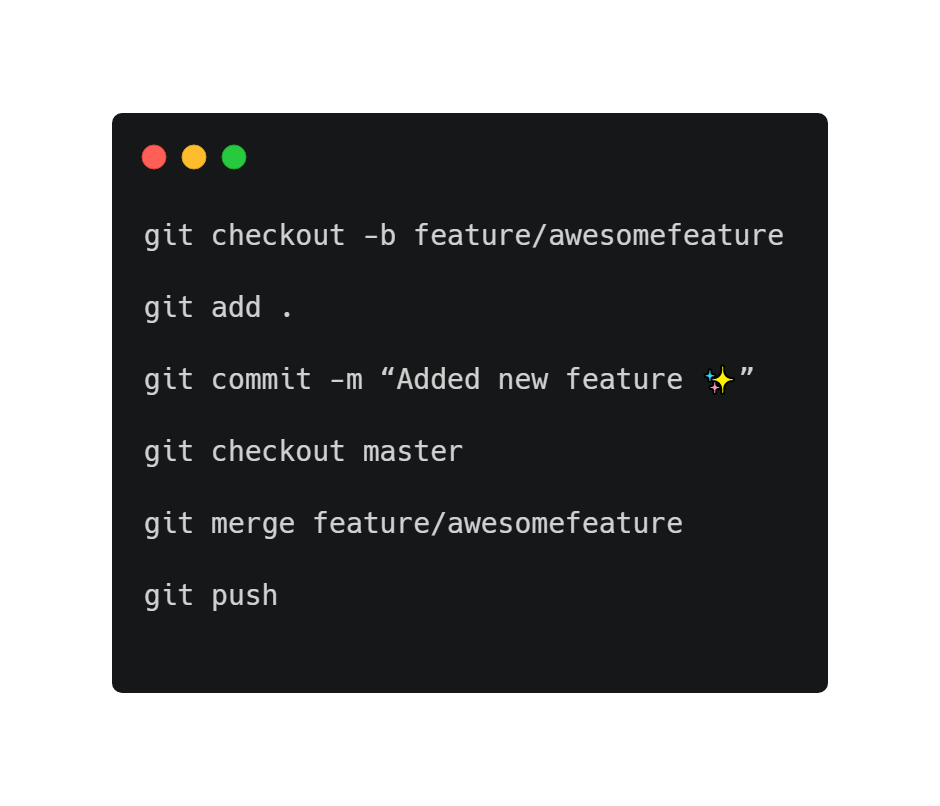 git checkout -b feature/awesomefeature
git add .
git commit -m “Added new feature ✨”
git checkout master
git merge feature/awesomefeature
git push